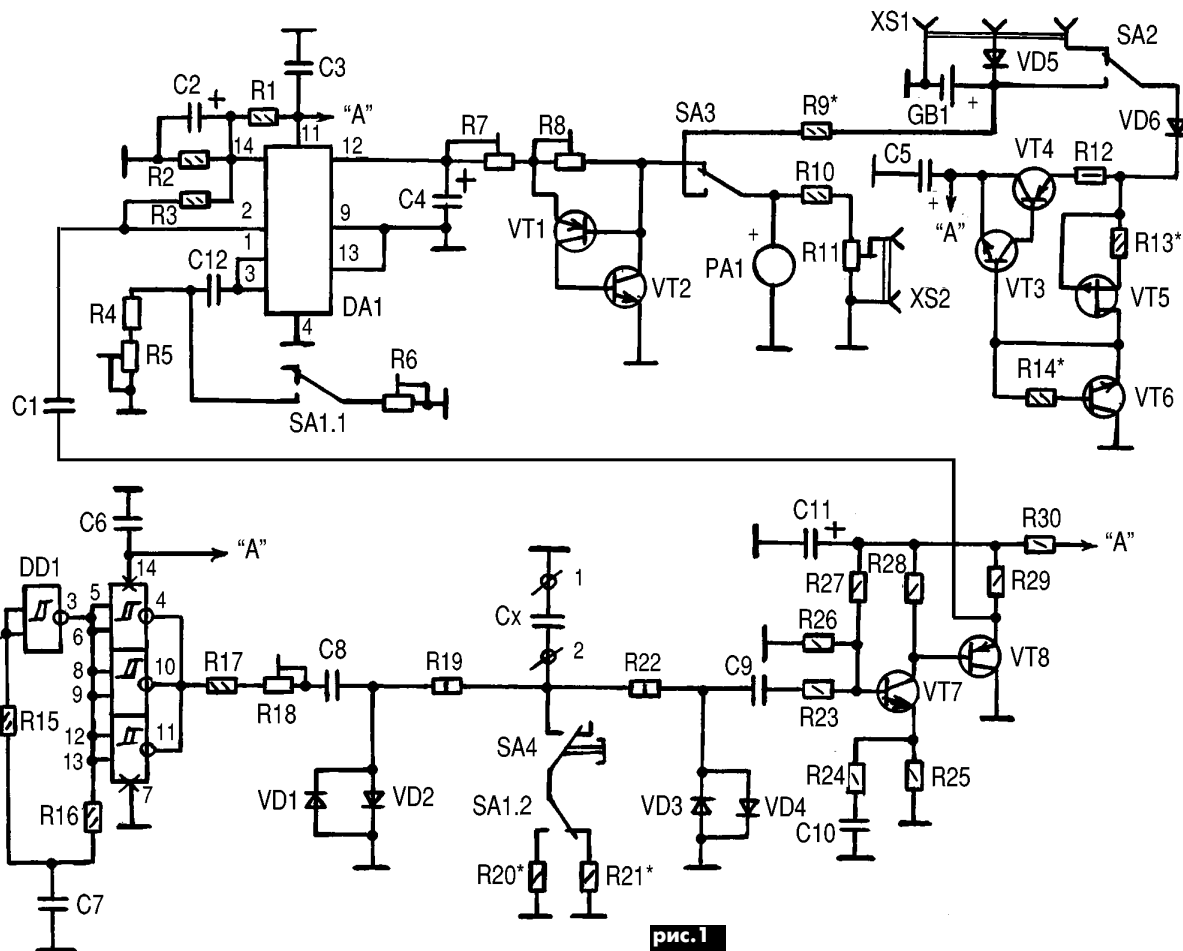 XS1
SA2
C3
VD5
C2
+
R1
"A"
SA3
R9*
GB1
+
VD6
11
14
12
R7
R8
C5
VT4
R12
R2
R3
+
C4
R10
+
"A"
R13*
2
9
VT1
+
PA1
R11
VT3
VT5
1
C12
3
13
VT2
XS2
R4
DA1
4
R5
R6
R14*
C1
SA1.1
VT6
C6
"A"
C11
+
R30
"A"
DD1
14
1
R27
R28
R29
3
5
4
Cx
6
R26
8
10
R17
C8
R19
2
R22
C9
VT8
9
VT7
R15
12
11
R18
R23
13
SA4
7
R24
R25
R16
VD1
VD2
SA1.2
VD3
VD4
C10
R20*
R21*
C7
рис.1